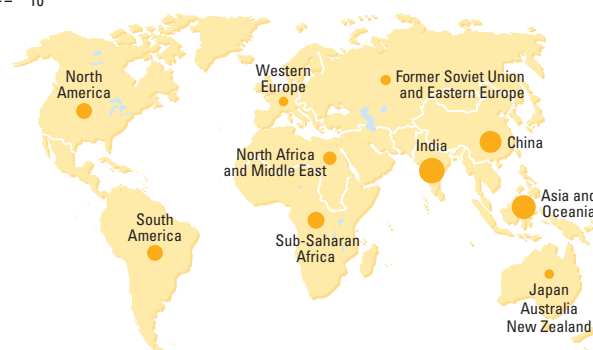 North
America
Western
Europe
Former Soviet Union
and Eastern Europe
India
China
North Africa
and Middle East
Asia and
Oceania
South
America
Sub-Saharan
Africa
Japan
Australia
New Zealand